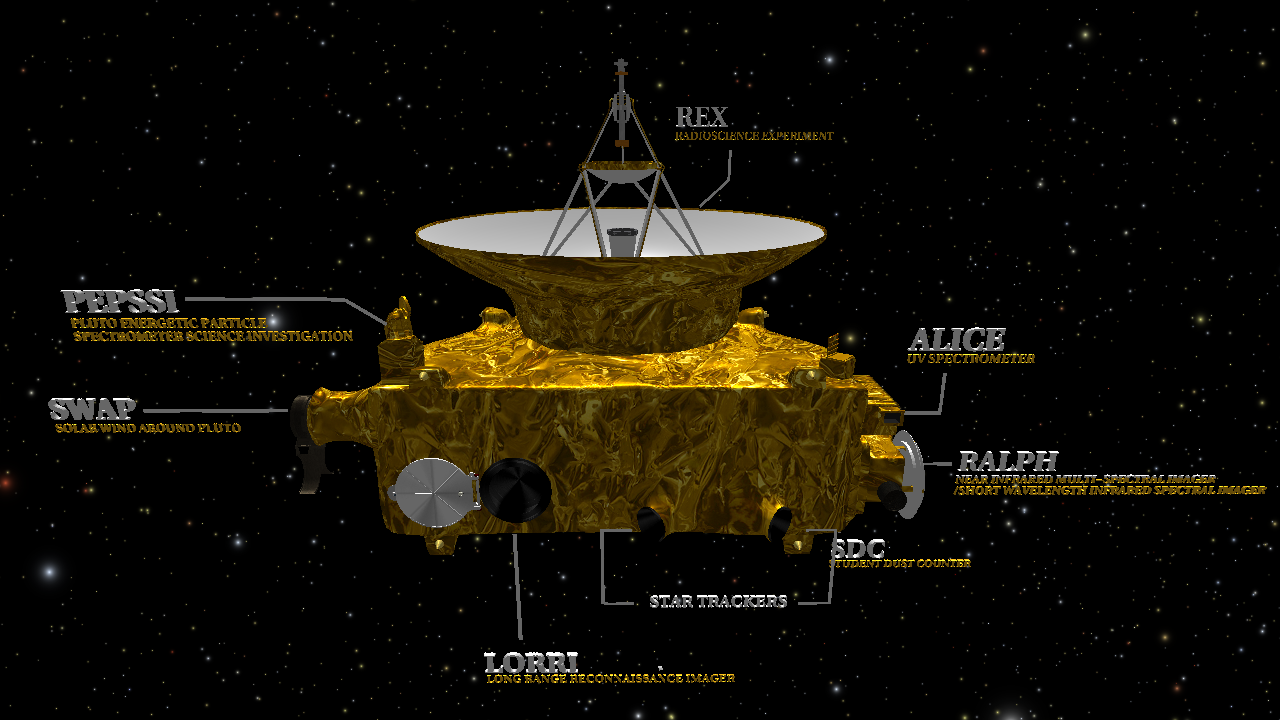 REX
RADIOSCIENCE EXPERIMENT
PEPSSI
PLUTO ENERGETIC PARTICLE
SPECTROMETER SCIENCE INVESTIGATION
ALICE
UV SPECTROMETER
SWAP
SOLAR WIND AROUND PLUTO
RALPH
NEAR INFRARED MULTI-SPECTRAL IMAGER
/SHORT WAVELENGTH INFRARED SPECTRAL IMAGER
SDC
STUDENT DUST COUNTER
STAR TRACKERS
LORRI
LONG RANGE RECONNAISSANCE IMAGER